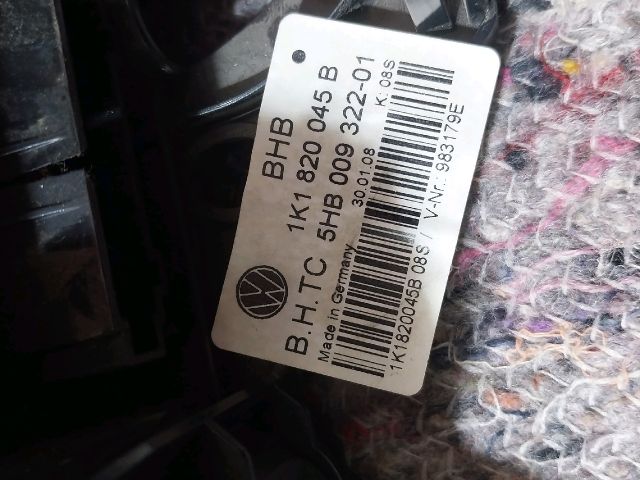 BHB
1K1 820 045 B
B.H.TC 5HB 009 322-01
Made in Germany 30.01.08 K: 08S
1K1820045B 08S / V-Nr.: 983179E